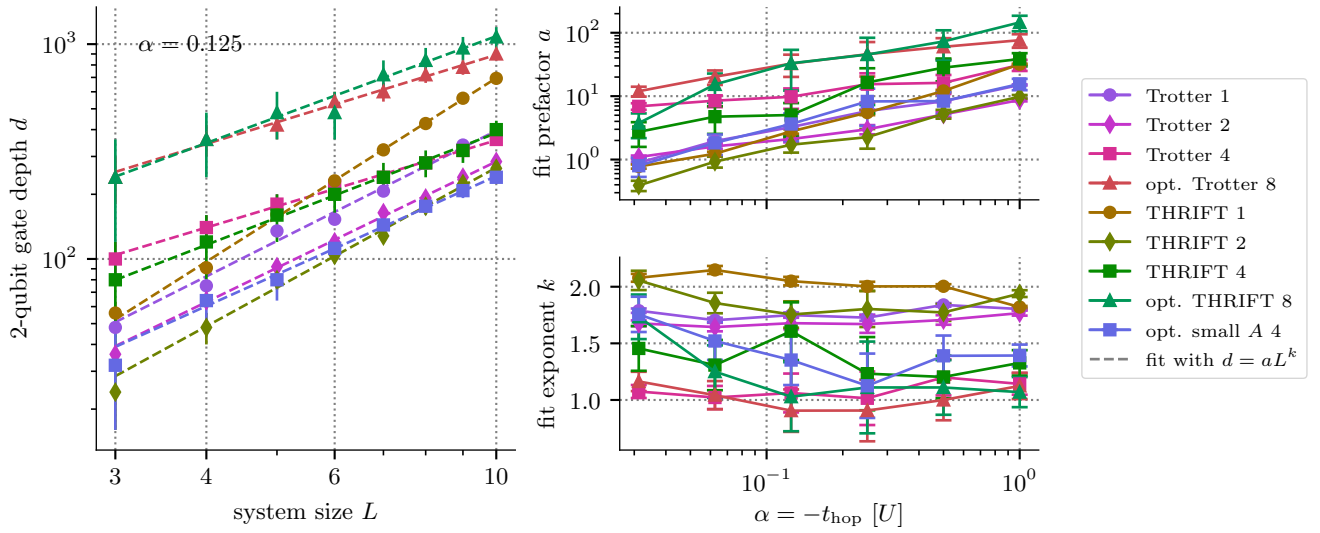 α = 0.125
2-qubit gate depth d
10³
10²
3
4
6
10
system size L
fit prefactor a
10²
10¹
10⁰
fit exponent k
2.0
1.5
1.0
10⁻¹
10⁰
α = −t_hop [U]
Trotter 1
Trotter 2
Trotter 4
opt. Trotter 8
THRIFT 1
THRIFT 2
THRIFT 4
opt. THRIFT 8
opt. small A 4
fit with d = aLᵏ